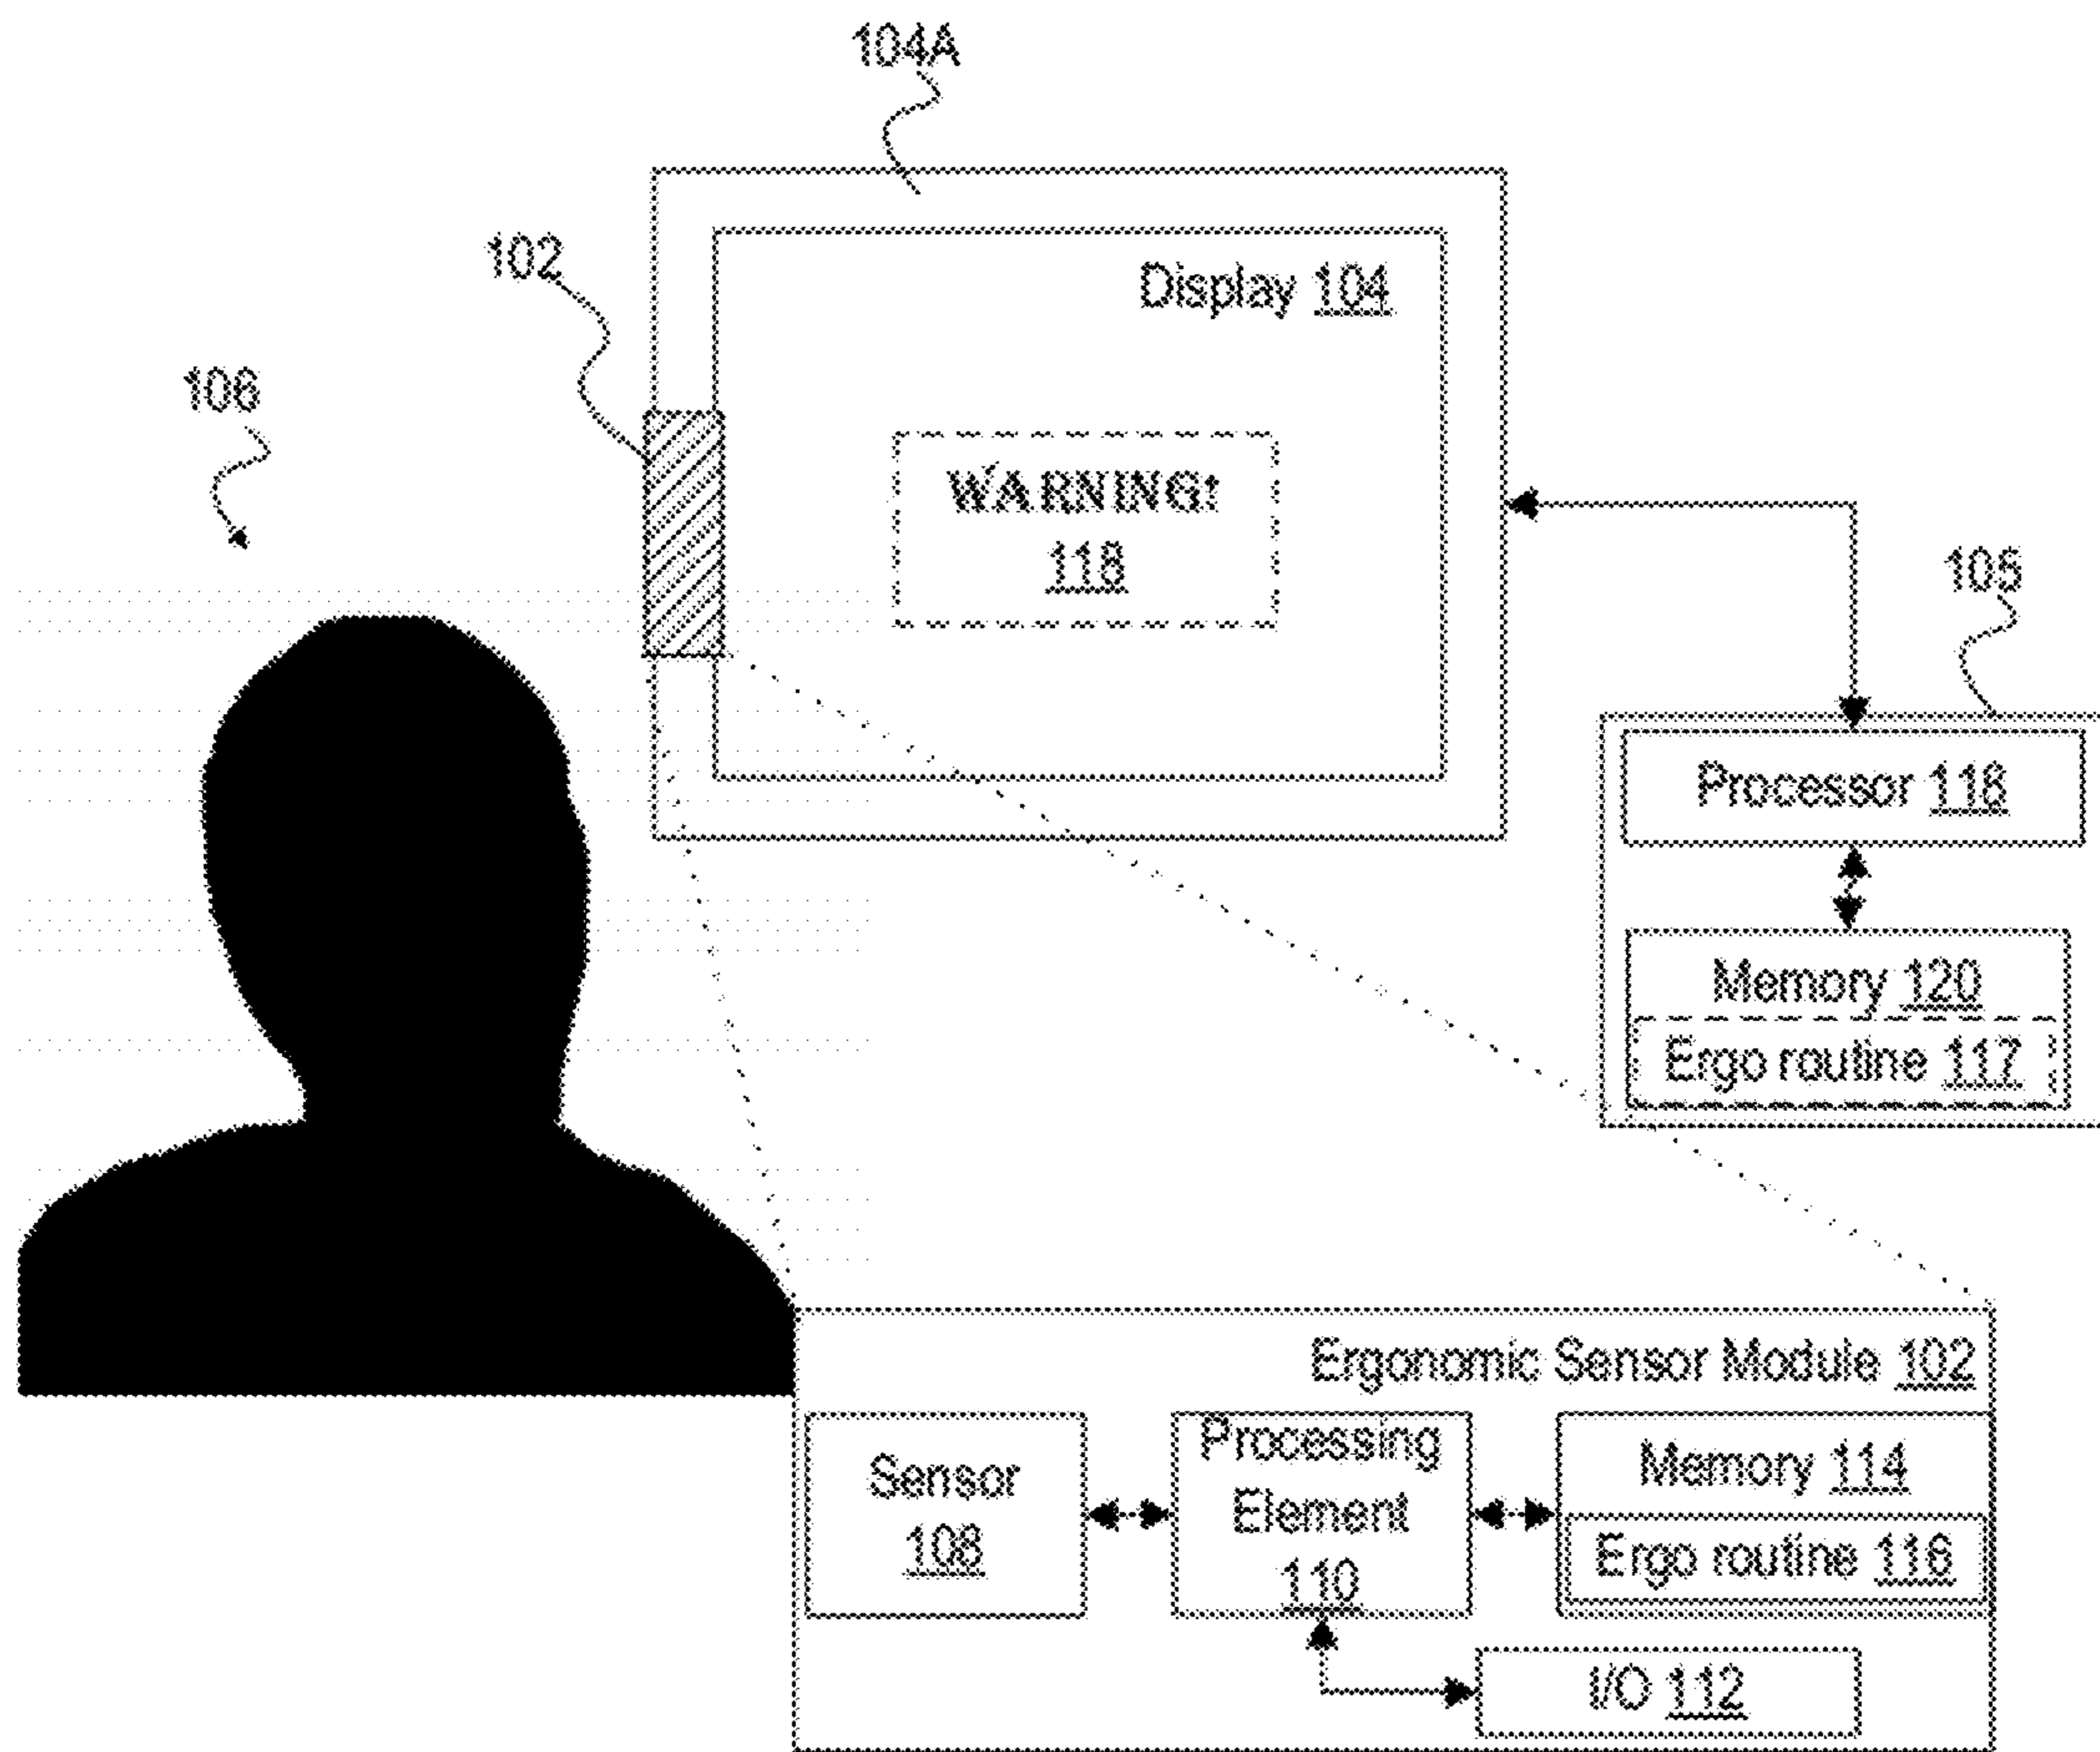 104A
102
Display 104
106
WARNING!
118
105
Processor 118
Memory 120
Ergo routine 117
Ergonomic Sensor Module 102
Sensor
108
Processing
Element
110
Memory 114
Ergo routine 116
I/O 112